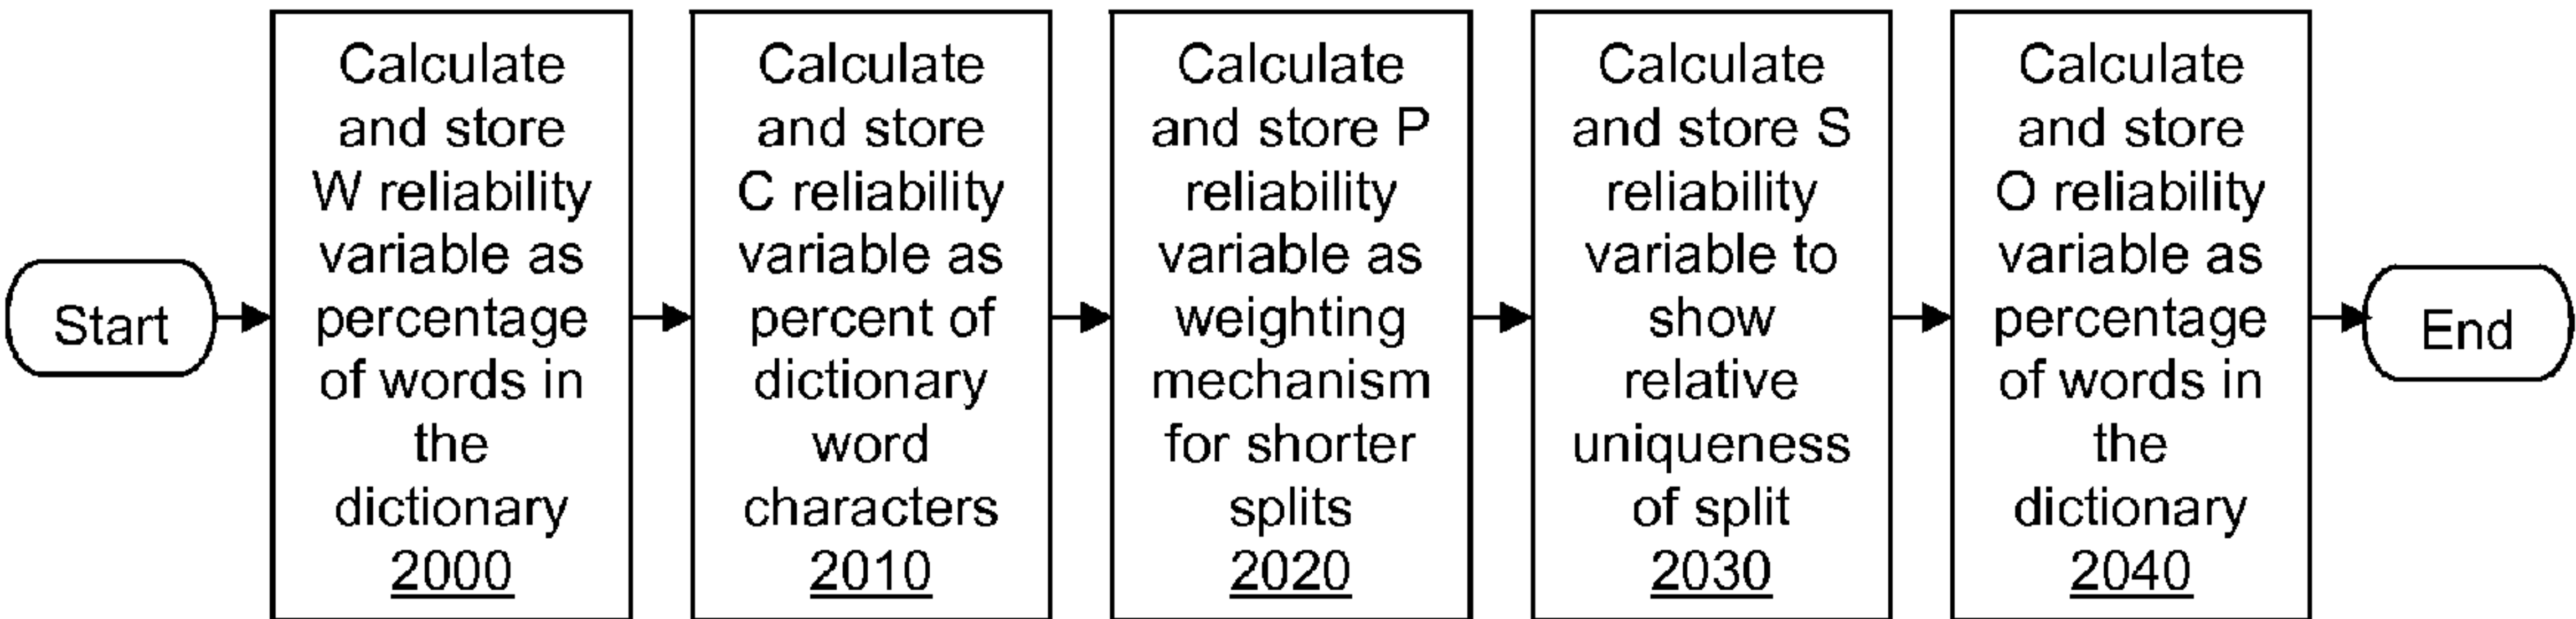 Start
Calculate
and store
W reliability
variable as
percentage
of words in
the
dictionary
2000
Calculate
and store
C reliability
variable as
percent of
dictionary
word
characters
2010
Calculate
and store P
reliability
variable as
weighting
mechanism
for shorter
splits
2020
Calculate
and store S
reliability
variable to
show
relative
uniqueness
of split
2030
Calculate
and store
O reliability
variable as
percentage
of words in
the
dictionary
2040
End